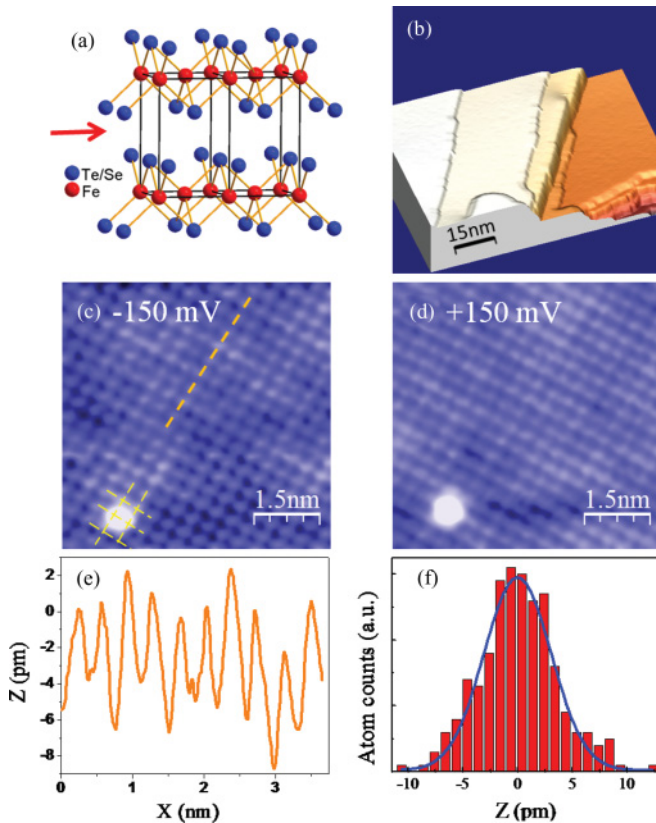 (a)
Te/Se
Fe
(b)
15nm
(c) -150 mV
1.5nm
(d) +150 mV
1.5nm
(e)
Z (pm)
2
0
-2
-4
-6
-8
0
1
2
3
X (nm)
(f)
Atom counts (a.u.)
-10
-5
0
5
10
Z (pm)